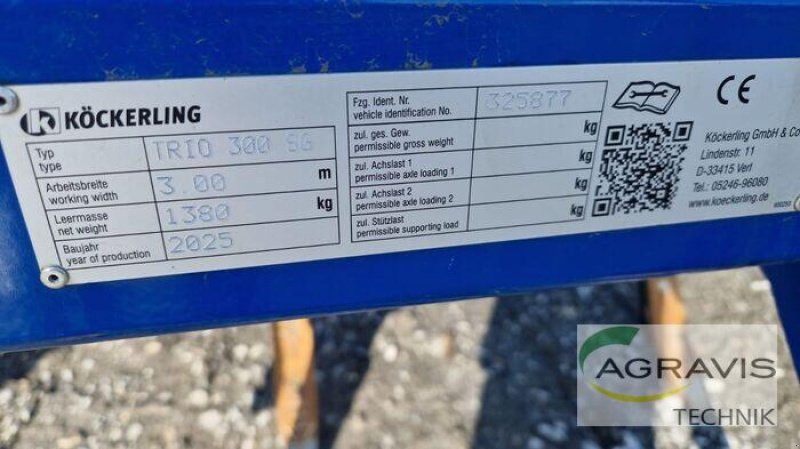 KÖCKERLING
Typ
type
TRIO 300 SG
Arbeitsbreite
working width
3.00
m
Leermasse
net weight
1380
kg
Baujahr
year of production
2025
Fzg. Ident. Nr.
vehicle identification No.
325877
zul. ges. Gew.
permissible gross weight
kg
zul. Achslast 1
permissible axle loading 1
kg
zul. Achslast 2
permissible axle loading 2
kg
zul. Stützlast
permissible supporting load
kg
CE
Köckerling GmbH & Co
Lindenstr. 11
D-33415 Verl
Tel.: 05246-96080
www.koeckerling.de
AGRAVIS
TECHNIK